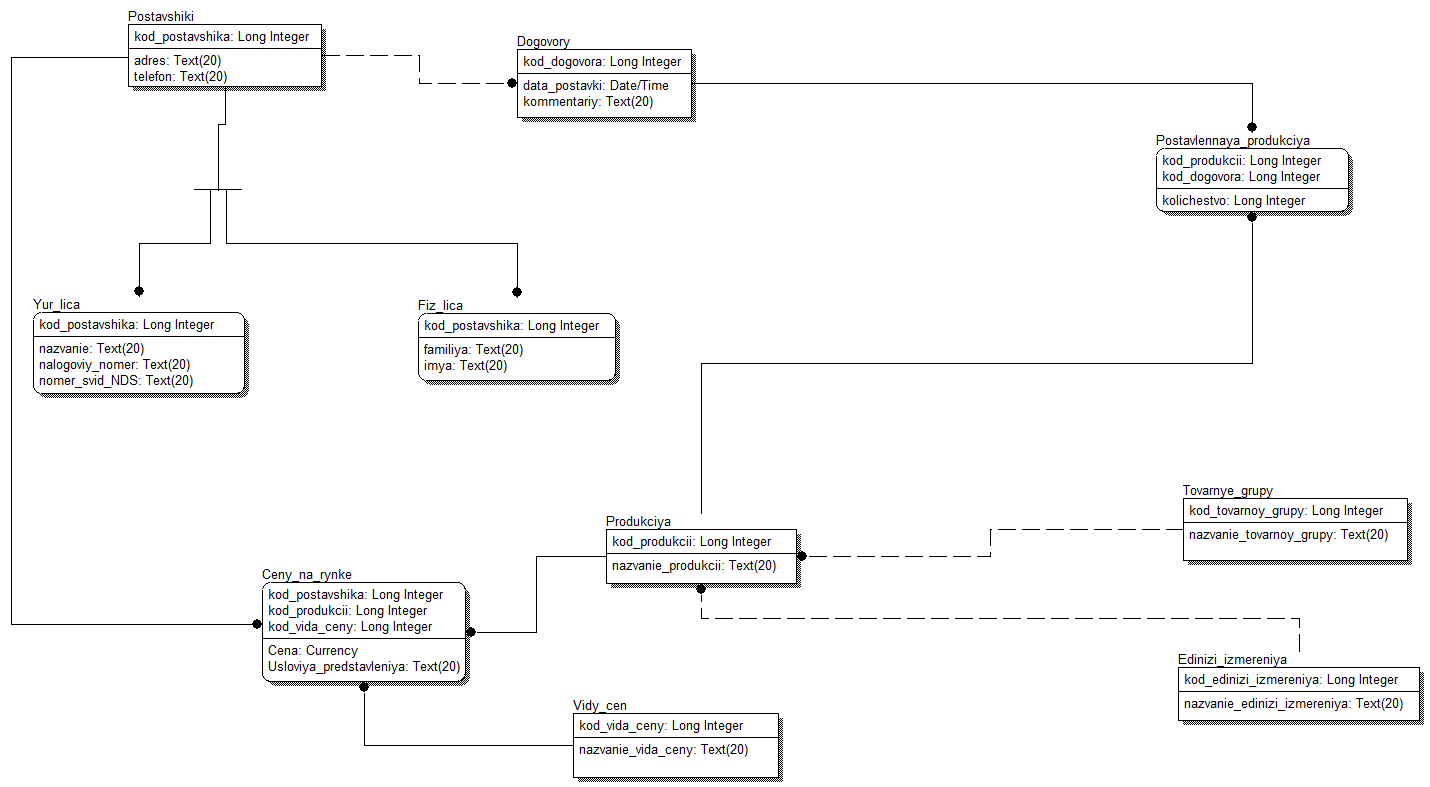 Postavshiki
kod_postavshika: Long Integer
adres: Text(20)
telefon: Text(20)
Dogovory
kod_dogovora: Long Integer
data_postavki: Date/Time
kommentariy: Text(20)
Postavlennaya_produkciya
kod_produkcii: Long Integer
kod_dogovora: Long Integer
kolichestvo: Long Integer
Yur_lica
kod_postavshika: Long Integer
nazvanie: Text(20)
nalogoviy_nomer: Text(20)
nomer_svid_NDS: Text(20)
Fiz_lica
kod_postavshika: Long Integer
familiya: Text(20)
imya: Text(20)
Tovarnye_grupy
kod_tovarnoy_grupy: Long Integer
nazvanie_tovarnoy_grupy: Text(20)
Produkciya
kod_produkcii: Long Integer
nazvanie_produkcii: Text(20)
Ceny_na_rynke
kod_postavshika: Long Integer
kod_produkcii: Long Integer
kod_vida_ceny: Long Integer
Cena: Currency
Usloviya_predstavleniya: Text(20)
Edinizi_izmereniya
kod_edinizi_izmereniya: Long Integer
nazvanie_edinizi_izmereniya: Text(20)
Vidy_cen
kod_vida_ceny: Long Integer
nazvanie_vida_ceny: Text(20)